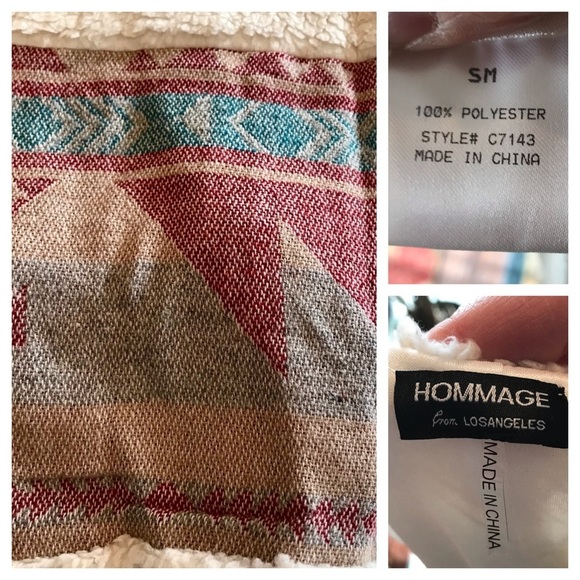 SM
100% POLYESTER
STYLE# C7143
MADE IN CHINA
HOMMAGE
from LOSANGELES
MADE IN CHINA